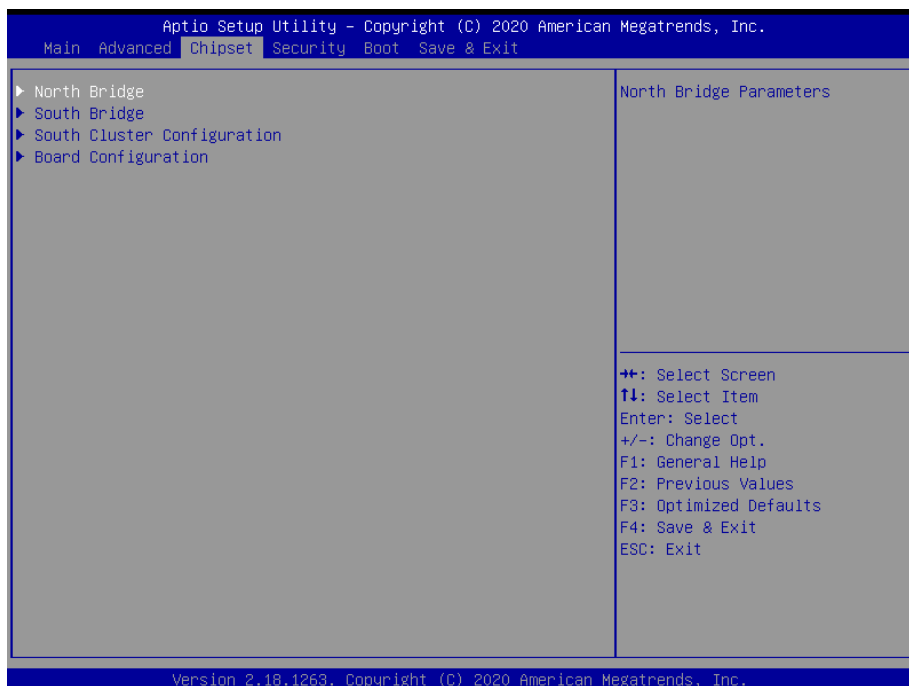 Aptio Setup Utility – Copyright (C) 2020 American Megatrends, Inc.
Main Advanced Chipset Security Boot Save & Exit
North Bridge
South Bridge
South Cluster Configuration
Board Configuration
North Bridge Parameters
→←: Select Screen
↑↓: Select Item
Enter: Select
+/-: Change Opt.
F1: General Help
F2: Previous Values
F3: Optimized Defaults
F4: Save & Exit
ESC: Exit
Version 2.18.1263. Copyright (C) 2020 American Megatrends, Inc.